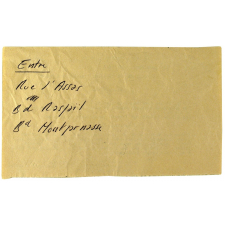 Entre
Rue d'Assas
Bd Raspail
Bd Montparnasse